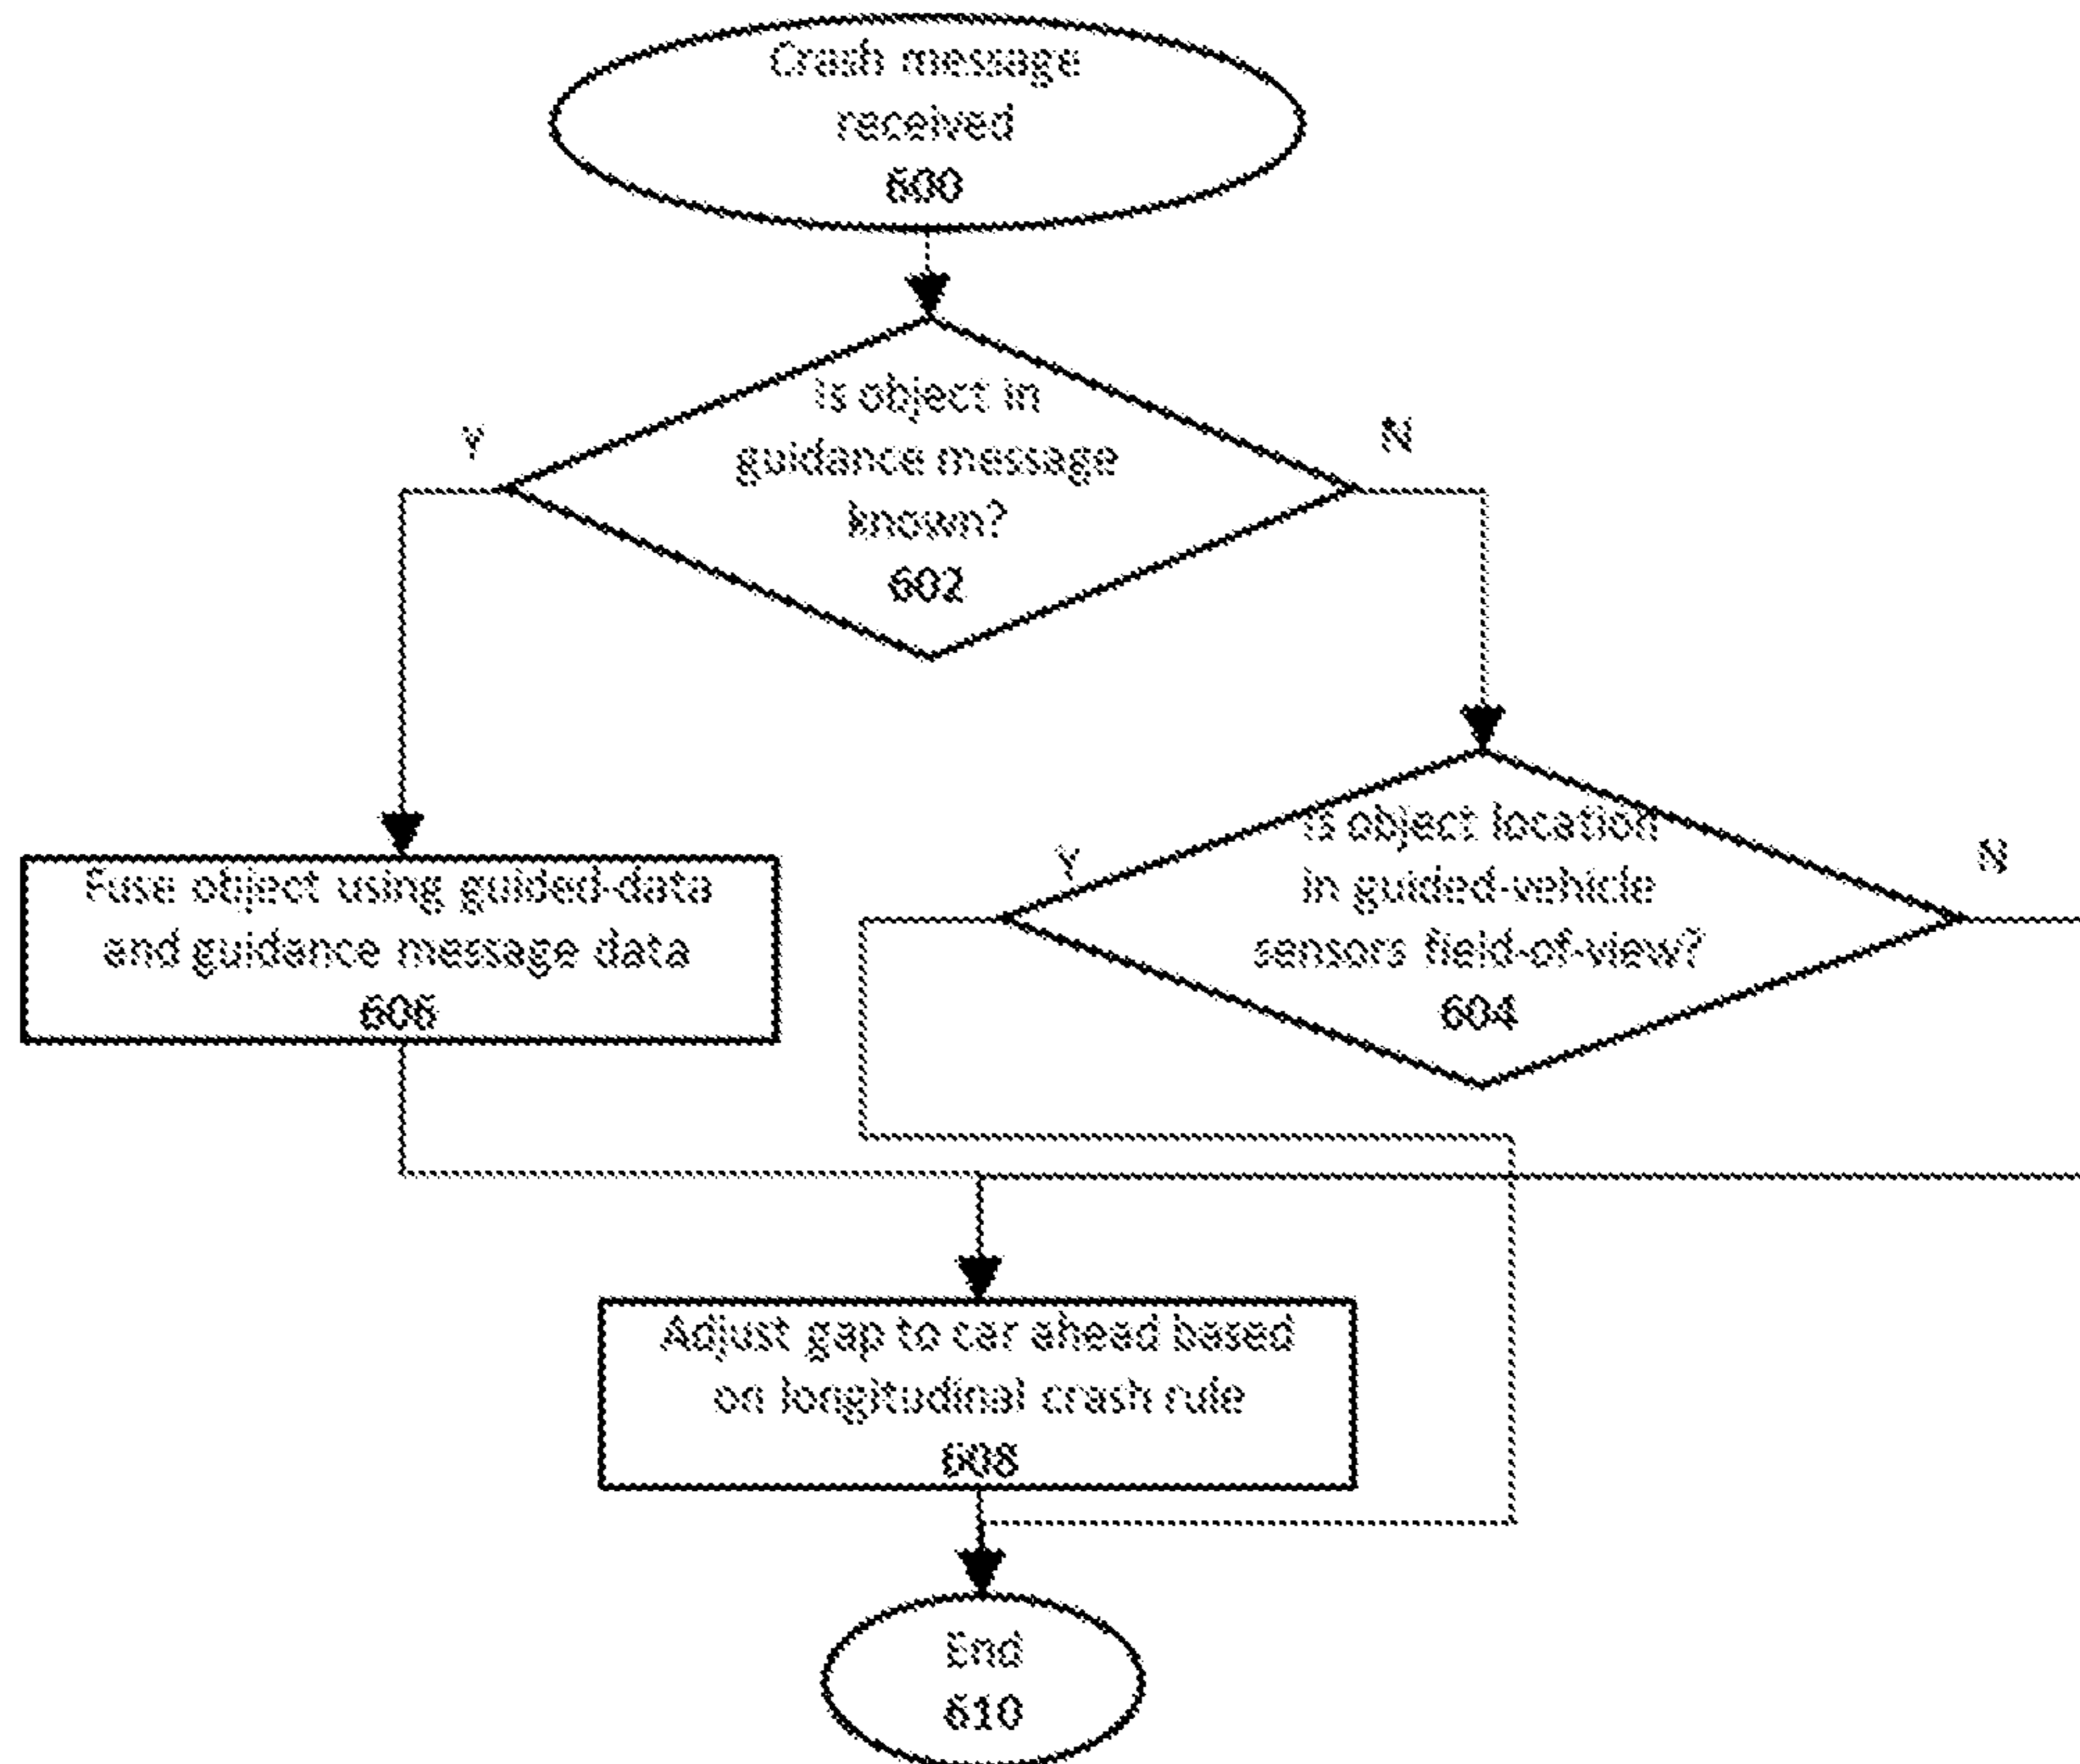 Crash message
received
600
Is object in
guidance message
known?
602
Y
N
Is object location
in guided-vehicle
sensors field-of-view?
604
Y
N
Fuse object using guided-data
and guidance message data
606
Adjust gap to car ahead based
on longitudinal crash rule
608
End
610